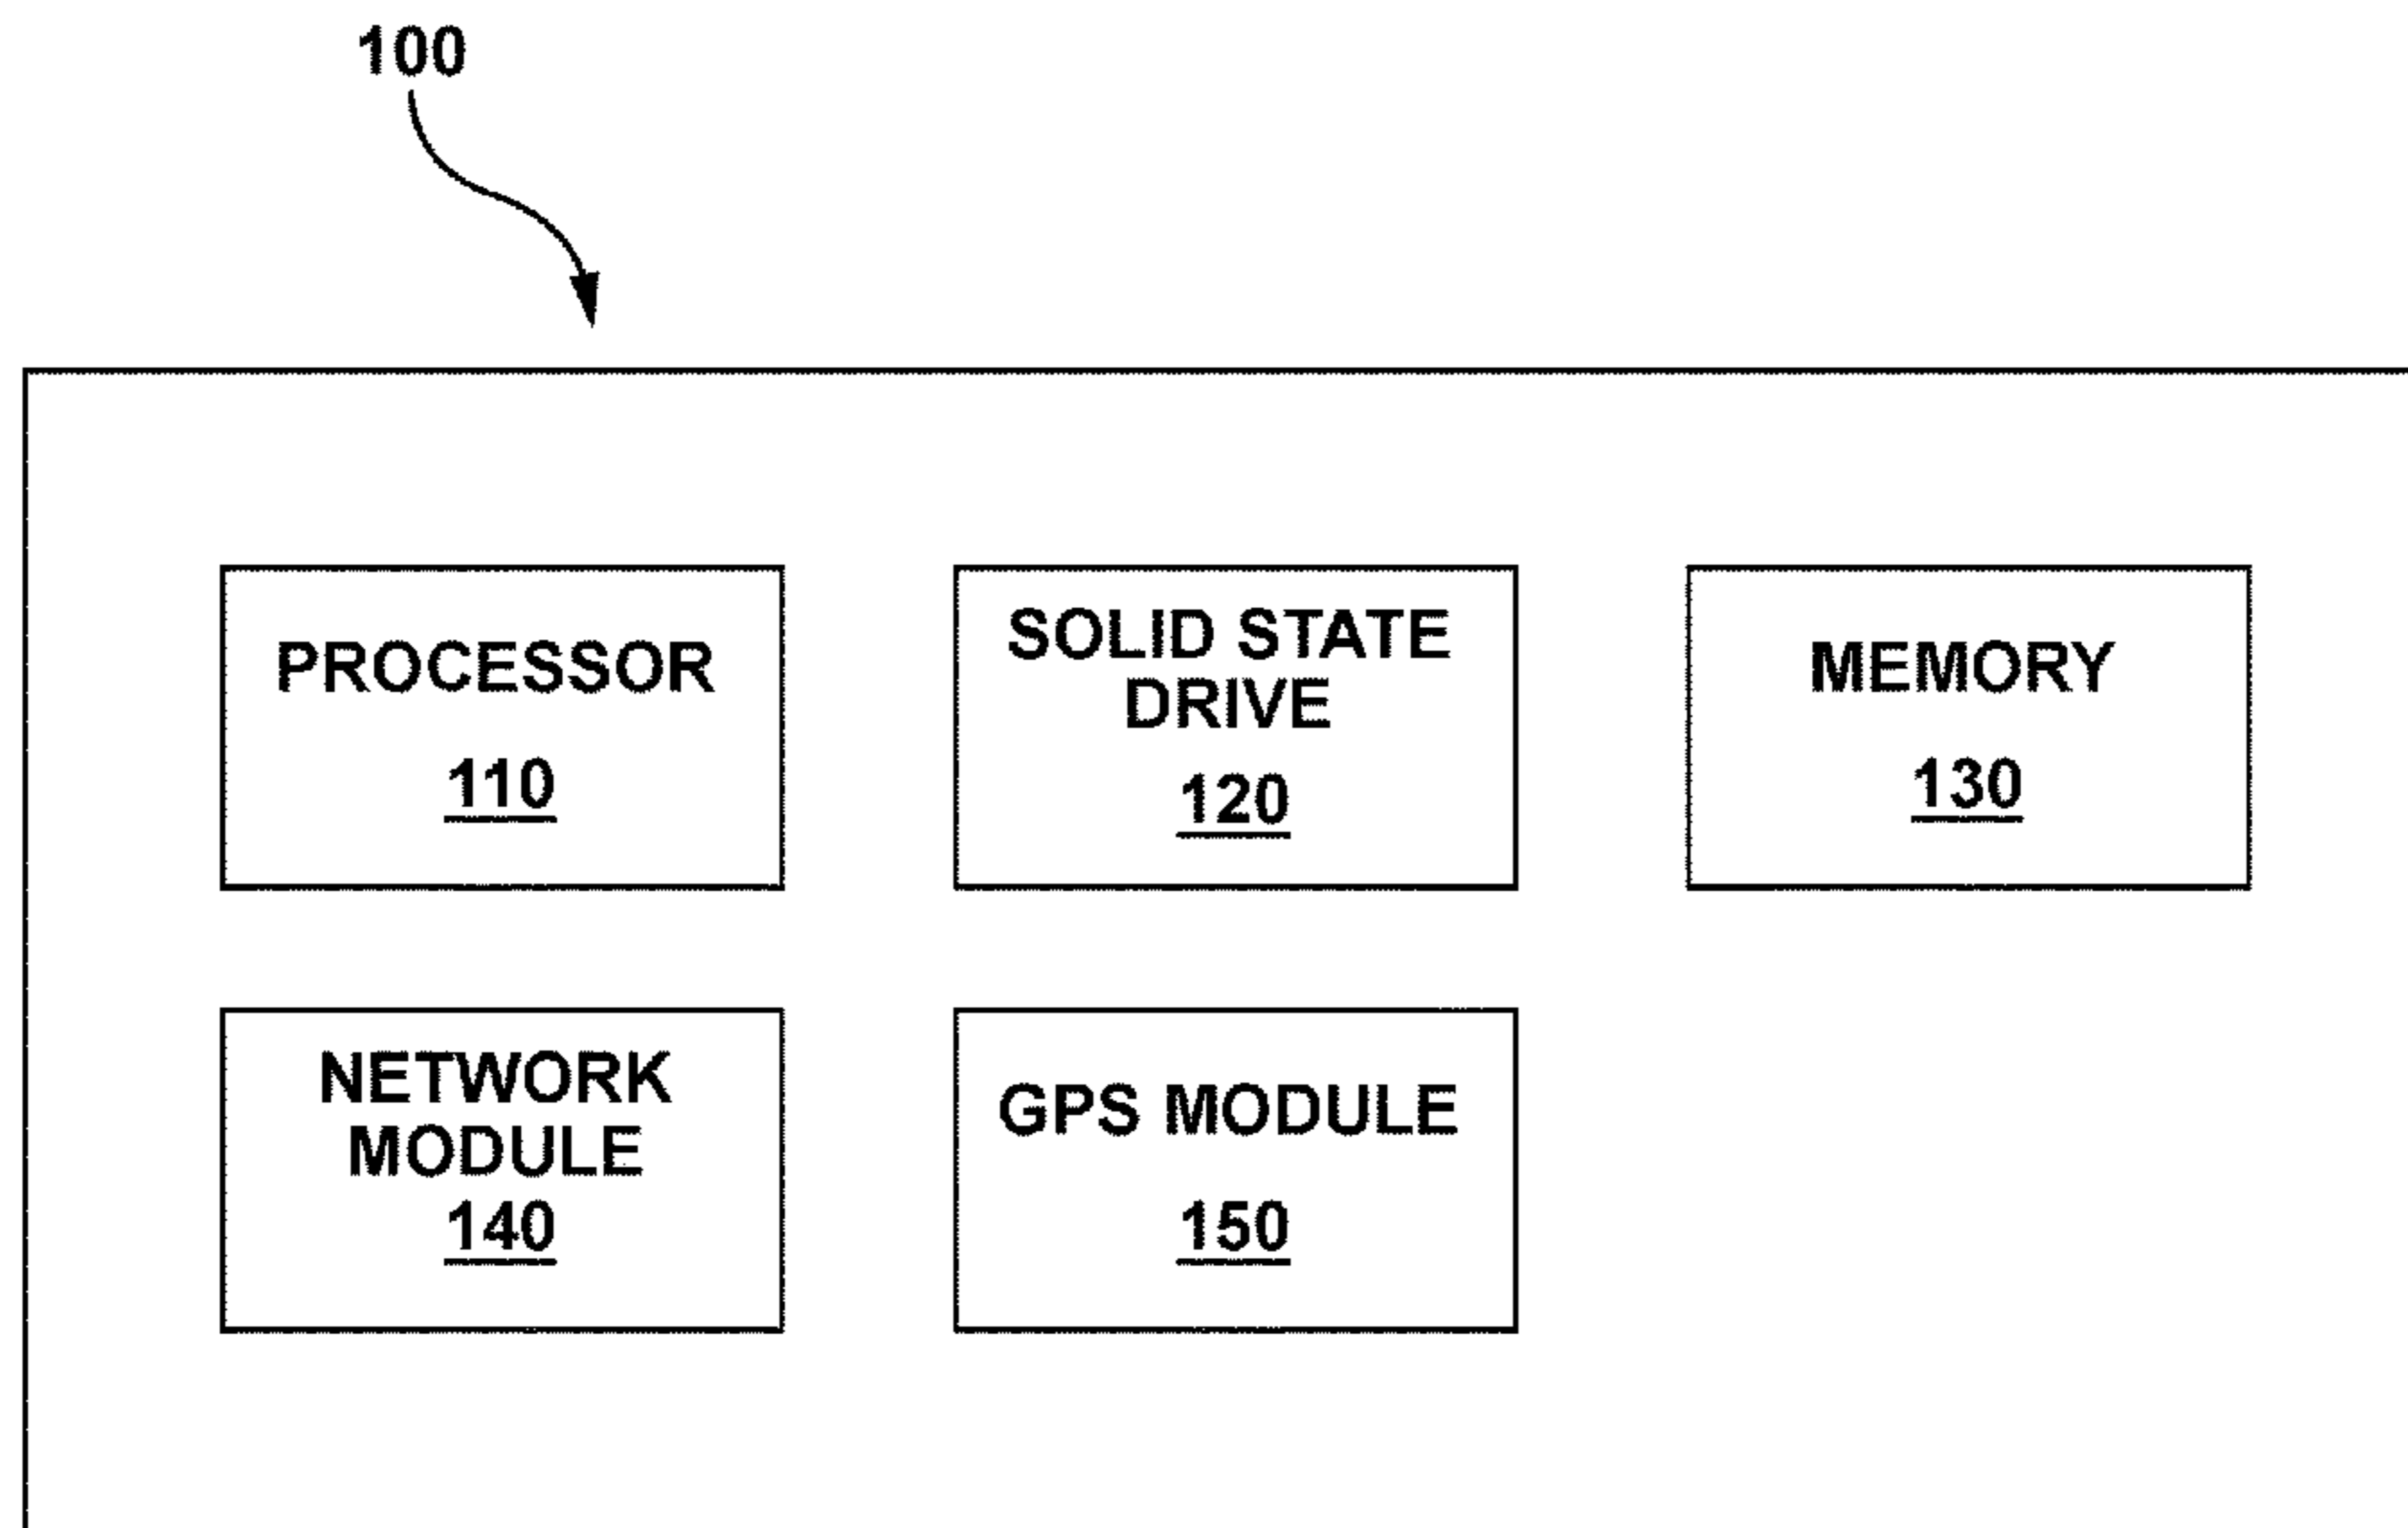 100
PROCESSOR
110
SOLID STATE
DRIVE
120
MEMORY
130
NETWORK
MODULE
140
GPS MODULE
150